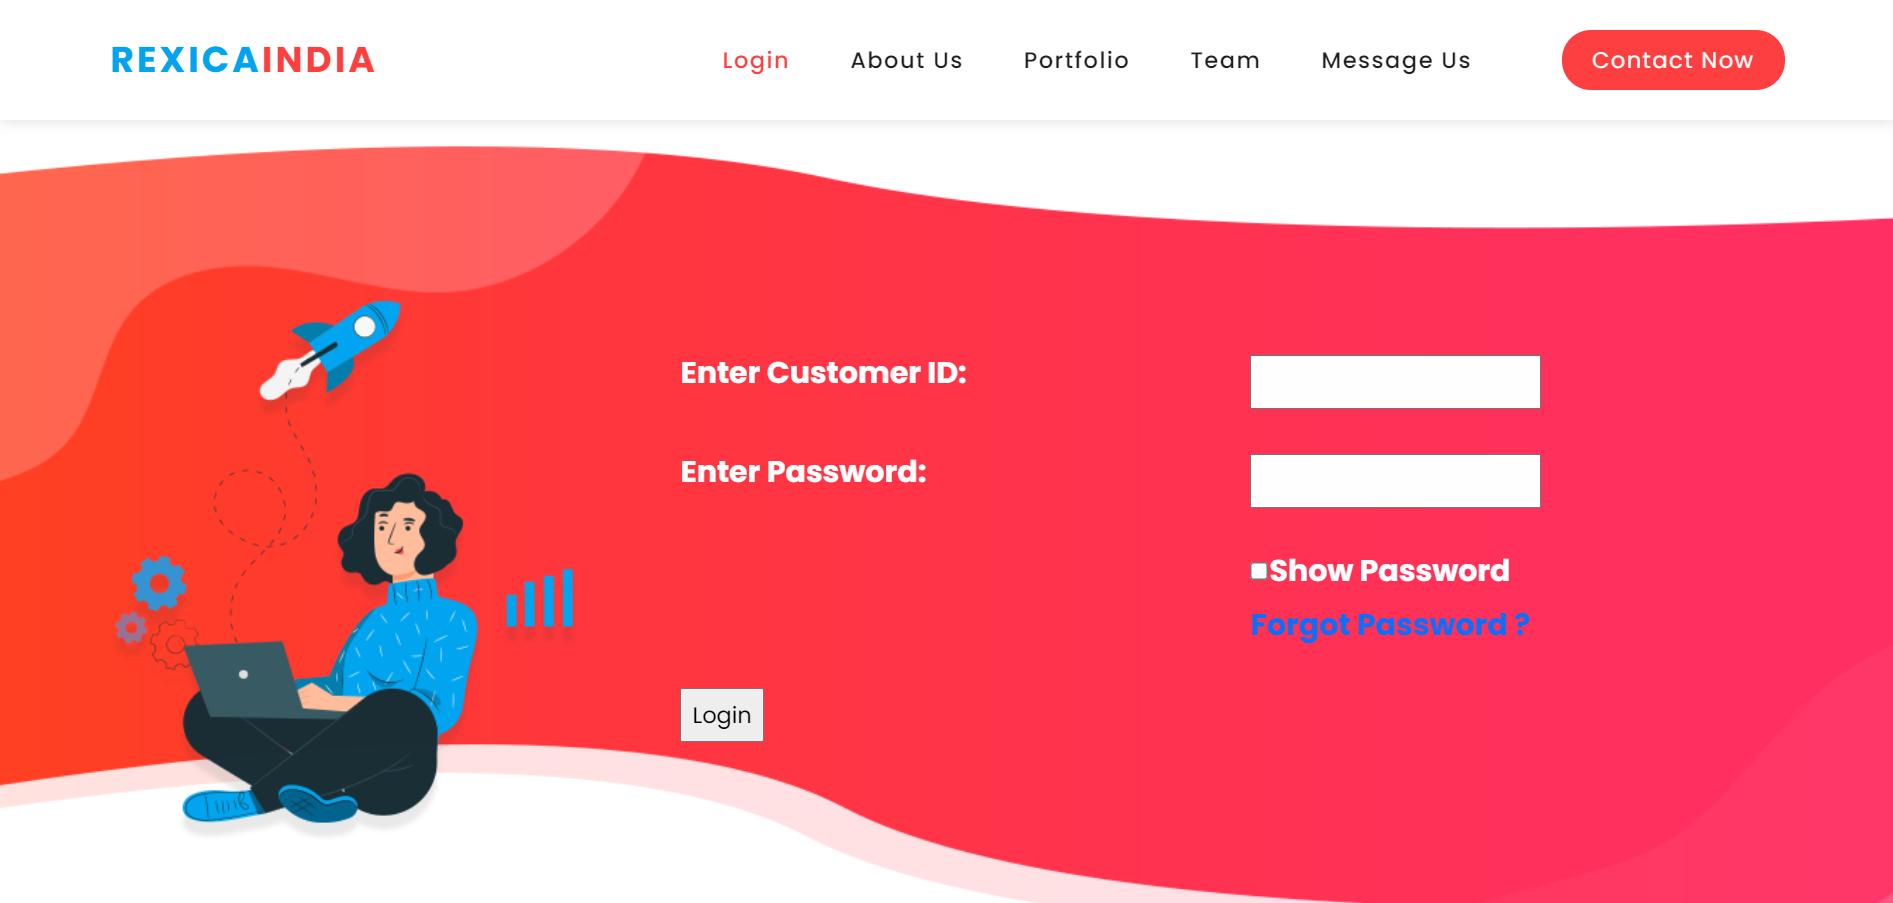 REXICAINDIA
Login
About Us
Portfolio
Team
Message Us
Contact Now
Enter Customer ID:
Enter Password:
Show Password
Forgot Password ?
Login